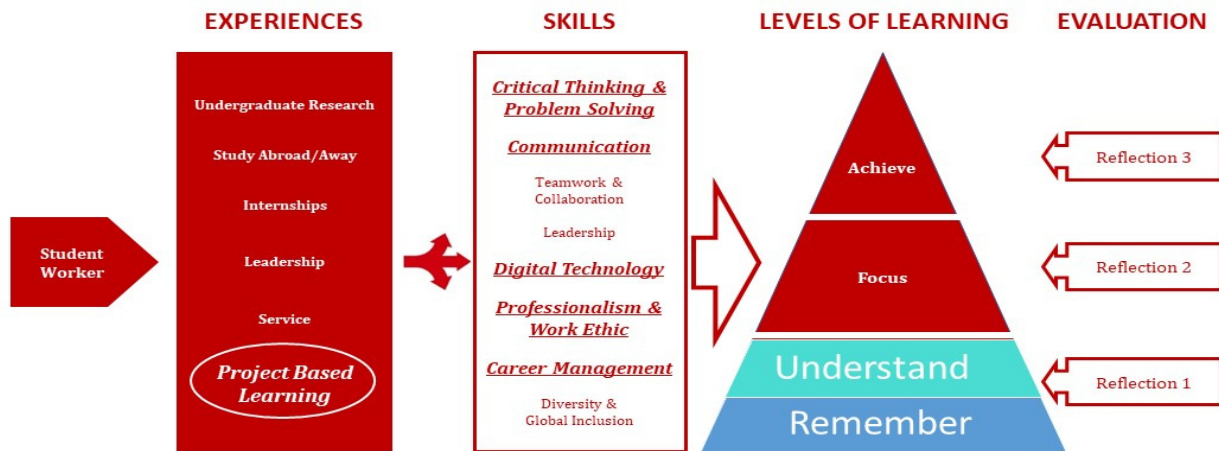 EXPERIENCES
SKILLS
LEVELS OF LEARNING
EVALUATION
Student
Worker
Undergraduate Research
Study Abroad/Away
Internships
Leadership
Service
Project Based
Learning
Critical Thinking &
Problem Solving
Communication
Teamwork &
Collaboration
Leadership
Digital Technology
Professionalism &
Work Ethic
Career Management
Diversity &
Global Inclusion
Achieve
Focus
Understand
Remember
Reflection 3
Reflection 2
Reflection 1